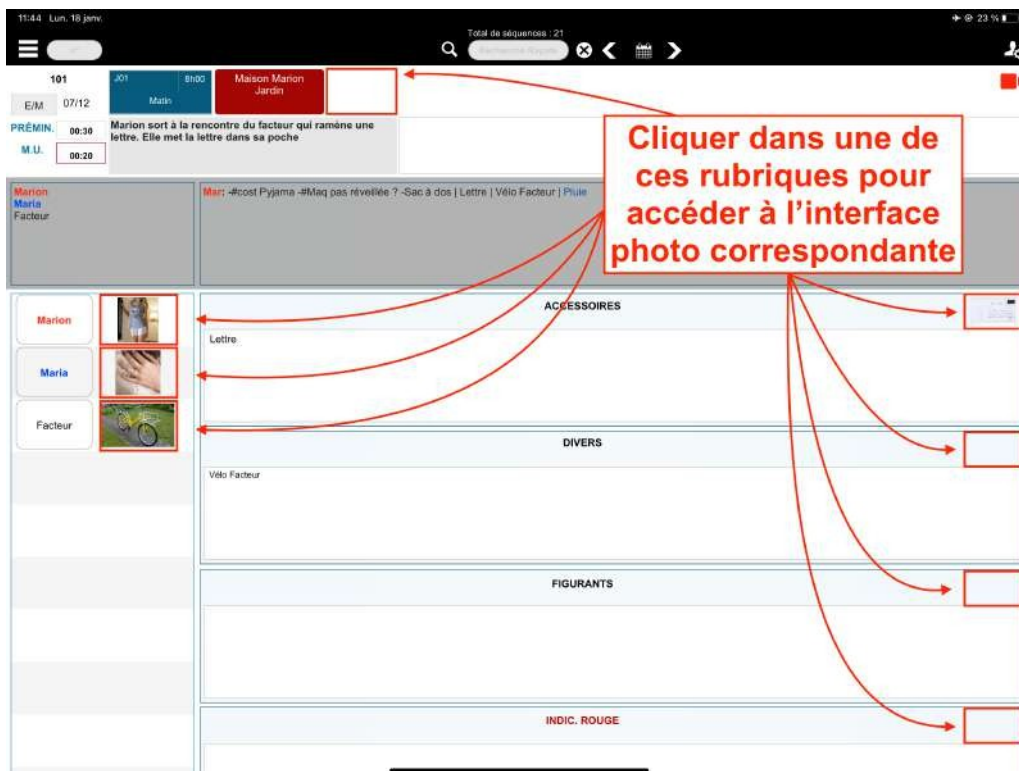 11:44 Lun. 18 janv.
23 %
Total de séquences : 21
Recherche Rapide
101
J01 8h00
Matin
Maison Marion
Jardin
E/M 07/12
PRÉMIN. 00:30
M.U. 00:20
Marion sort à la rencontre du facteur qui ramène une
lettre. Elle met la lettre dans sa poche
Cliquer dans une de
ces rubriques pour
accéder à l’interface
photo correspondante
Marion
Maria
Facteur
Mar: -#cost Pyjama -#Maq pas réveillée ? -Sac à dos | Lettre | Vélo Facteur | Pluie
Marion
Maria
Facteur
ACCESSOIRES
Lettre
DIVERS
Vélo Facteur
FIGURANTS
INDIC. ROUGE